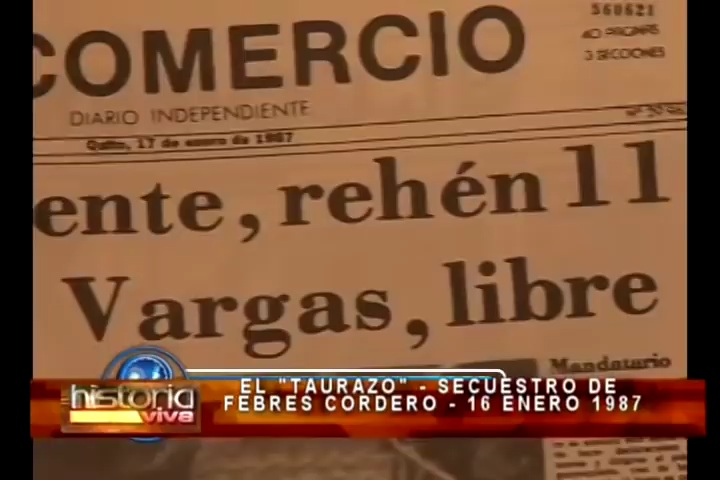 560621
COMERCIO
40 PAGINAS
3 SECCIONES
DIARIO INDEPENDIENTE
Quito, 17 de enero de 1987
ente, rehén 11
Vargas, libre
Mandatario
historia
viva
EL "TAURAZO" - SECUESTRO DE
FEBRES CORDERO - 16 ENERO 1987